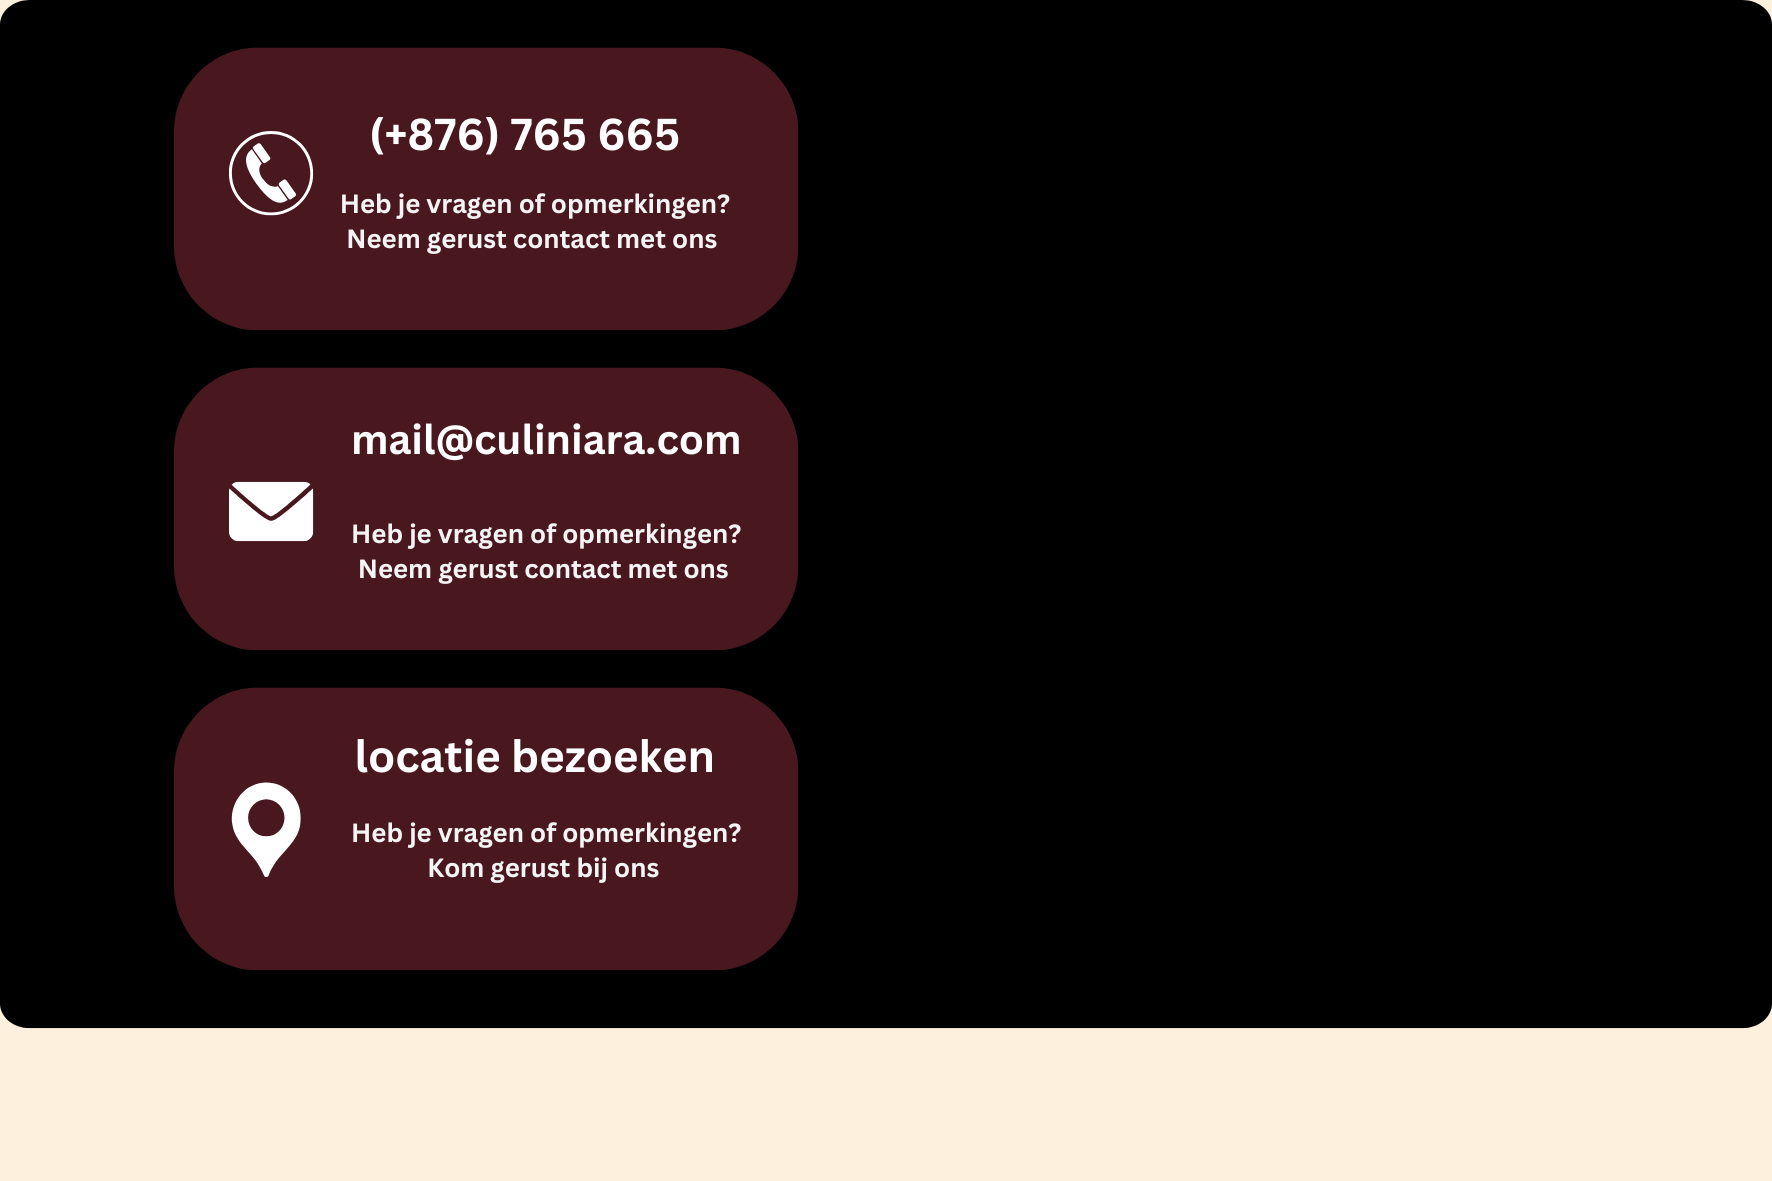 (+876) 765 665
Heb je vragen of opmerkingen?
Neem gerust contact met ons
mail@culiniara.com
Heb je vragen of opmerkingen?
Neem gerust contact met ons
locatie bezoeken
Heb je vragen of opmerkingen?
Kom gerust bij ons